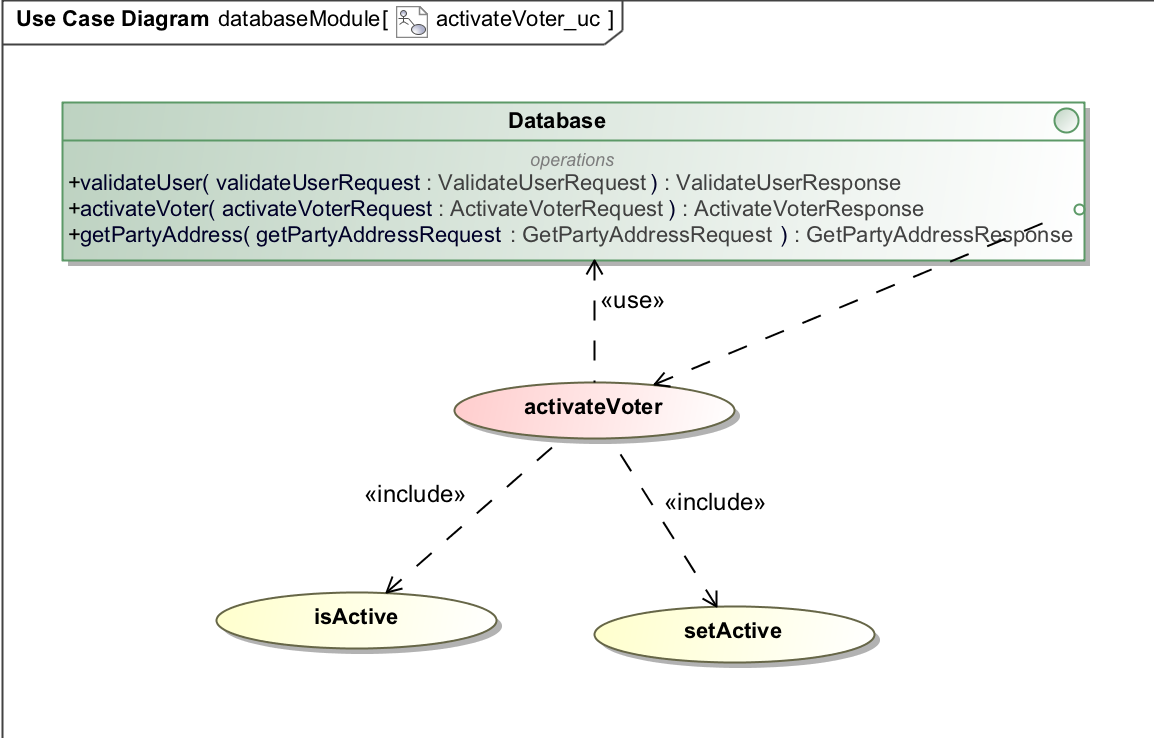 Use Case Diagram databaseModule[ activateVoter_uc ]
Database
operations
+validateUser( validateUserRequest : ValidateUserRequest ) : ValidateUserResponse
+activateVoter( activateVoterRequest : ActivateVoterRequest ) : ActivateVoterResponse
+getPartyAddress( getPartyAddressRequest : GetPartyAddressRequest ) : GetPartyAddressResponse
«use»
activateVoter
«include»
«include»
isActive
setActive